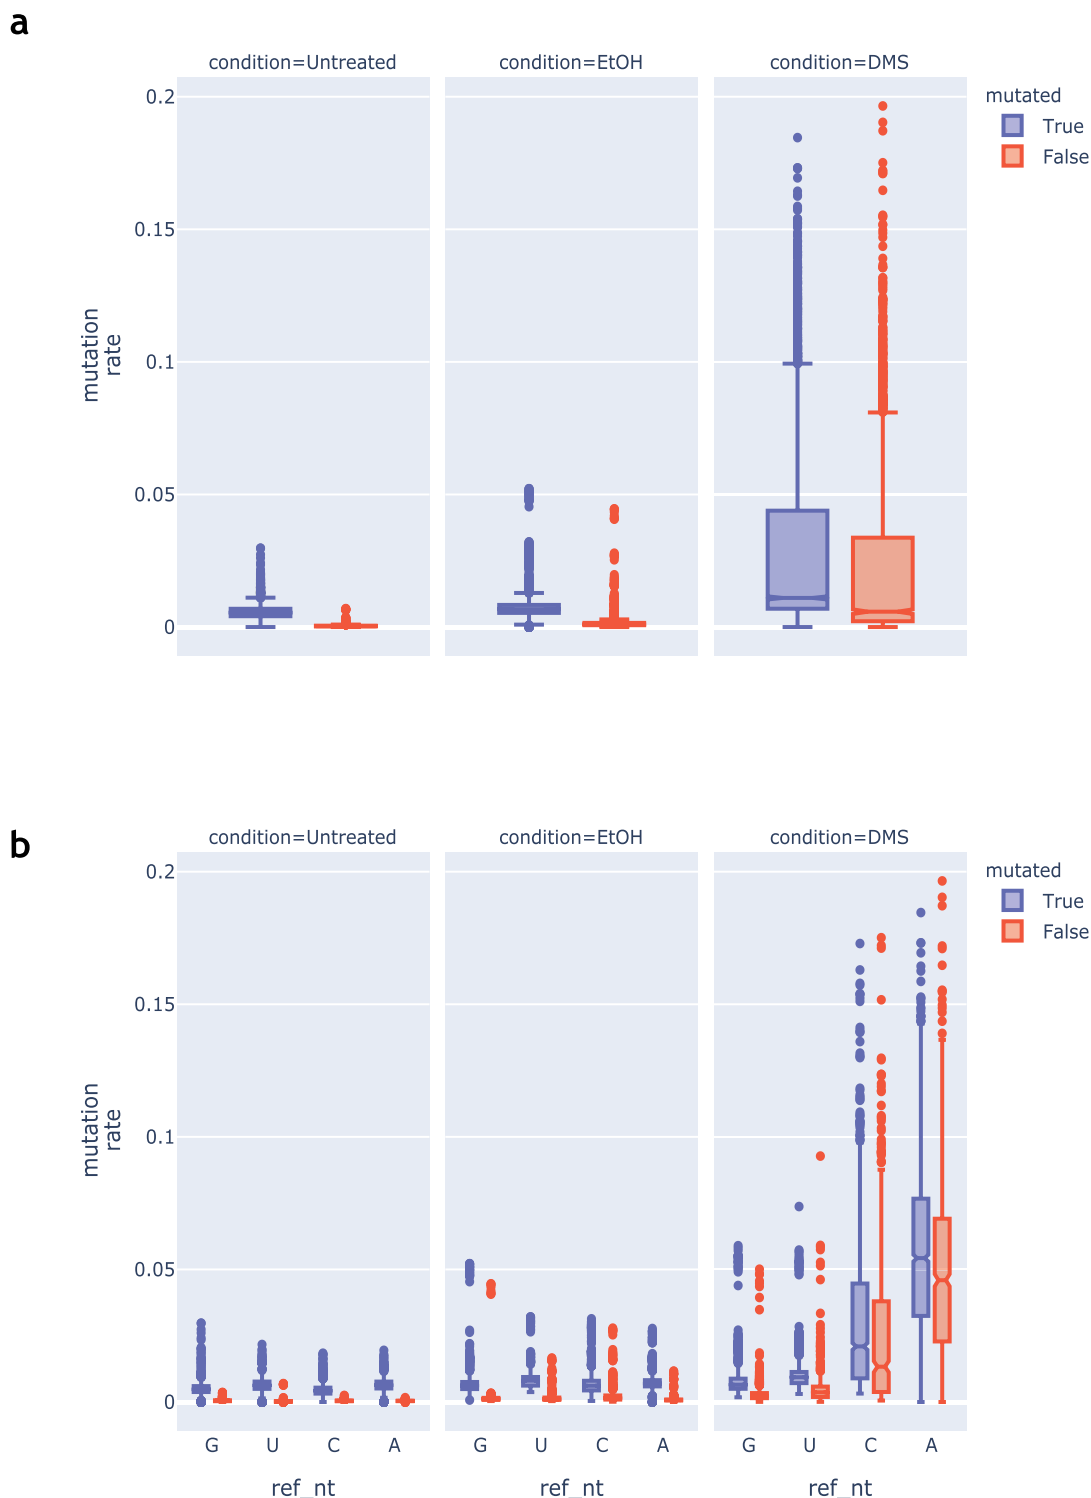 a
condition=Untreated
condition=EtOH
condition=DMS
mutated
True
False
0.2
0.15
0.1
0.05
0
mutation
rate
b
condition=Untreated
condition=EtOH
condition=DMS
mutated
True
False
0.2
0.15
0.1
0.05
0
mutation
rate
G U C A
G U C A
G U C A
ref_nt
ref_nt
ref_nt